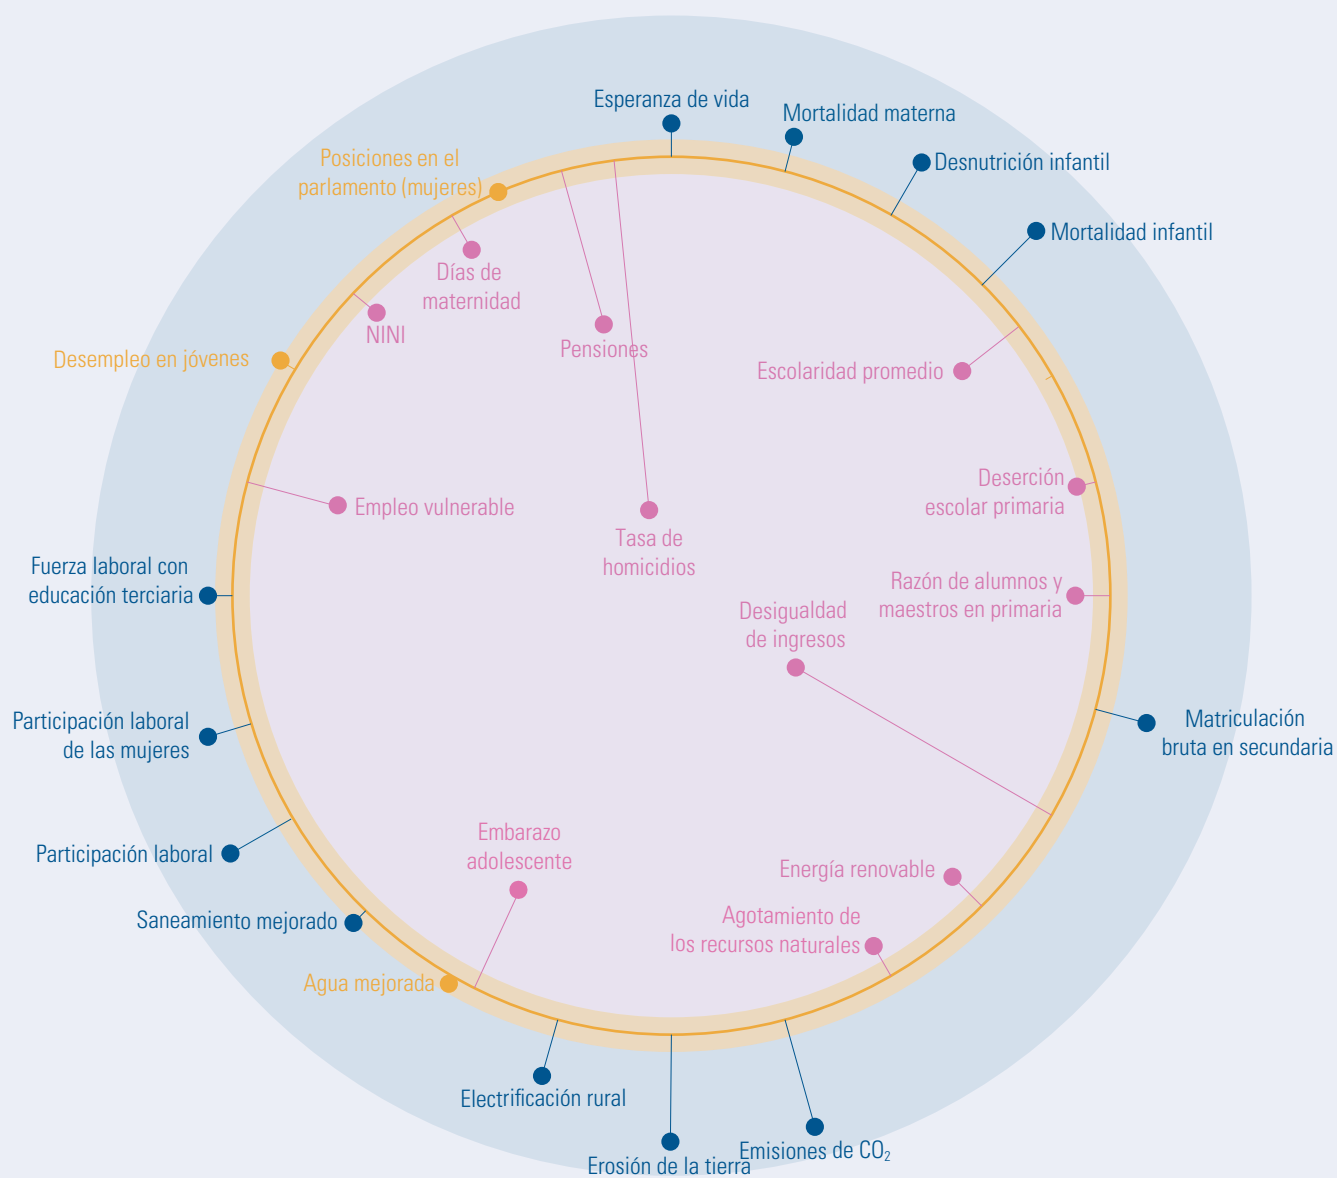 Esperanza de vida
Mortalidad materna
Posiciones en el
parlamento (mujeres)
Desnutrición infantil
Mortalidad infantil
Días de
maternidad
NINI
Pensiones
Desempleo en jóvenes
Escolaridad promedio
Deserción
escolar primaria
Empleo vulnerable
Tasa de
homicidios
Fuerza laboral con
educación terciaria
Razón de alumnos y
maestros en primaria
Desigualdad
de ingresos
Participación laboral
de las mujeres
Matriculación
bruta en secundaria
Embarazo
adolescente
Participación laboral
Energía renovable
Saneamiento mejorado
Agotamiento de
los recursos naturales
Agua mejorada
Electrificación rural
Emisiones de CO₂
Erosión de la tierra